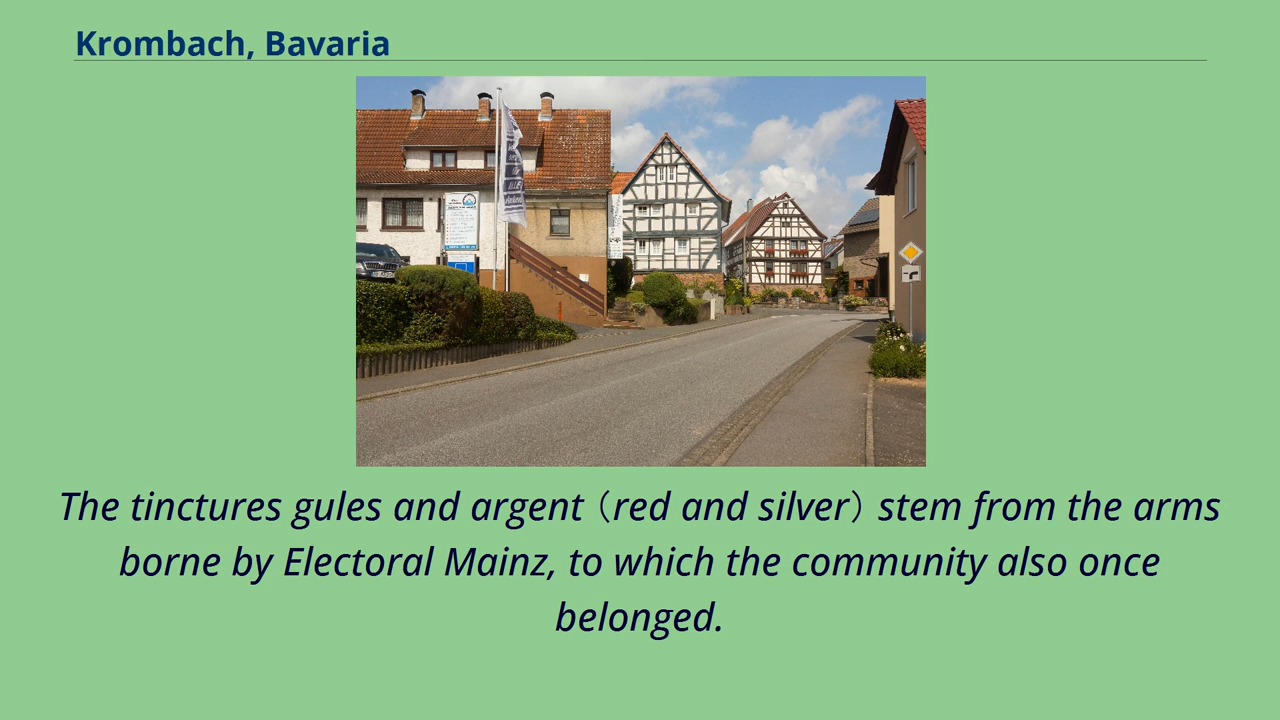 Krombach, Bavaria
The tinctures gules and argent (red and silver) stem from the arms
borne by Electoral Mainz, to which the community also once
belonged.